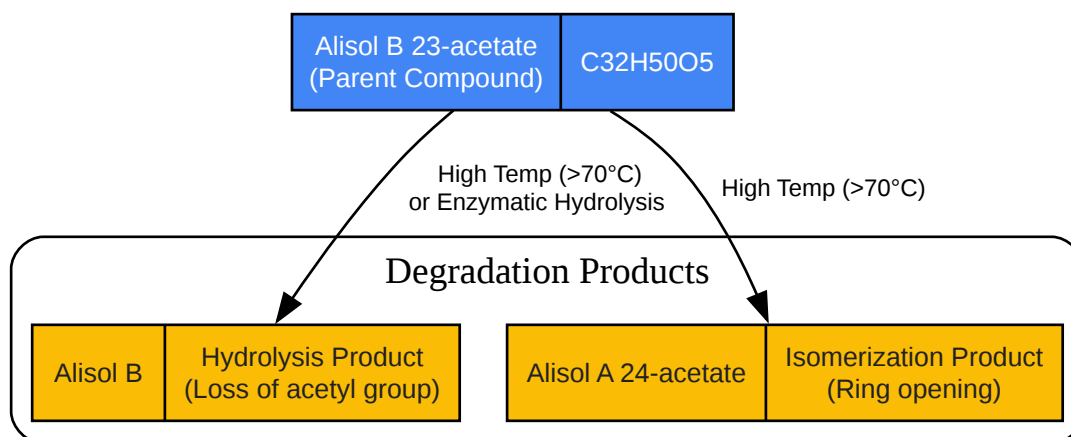 Alisol B 23-acetate
(Parent Compound)
C32H50O5
High Temp (>70°C)
or Enzymatic Hydrolysis
High Temp (>70°C)
Degradation Products
Alisol B
Hydrolysis Product
(Loss of acetyl group)
Alisol A 24-acetate
Isomerization Product
(Ring opening)